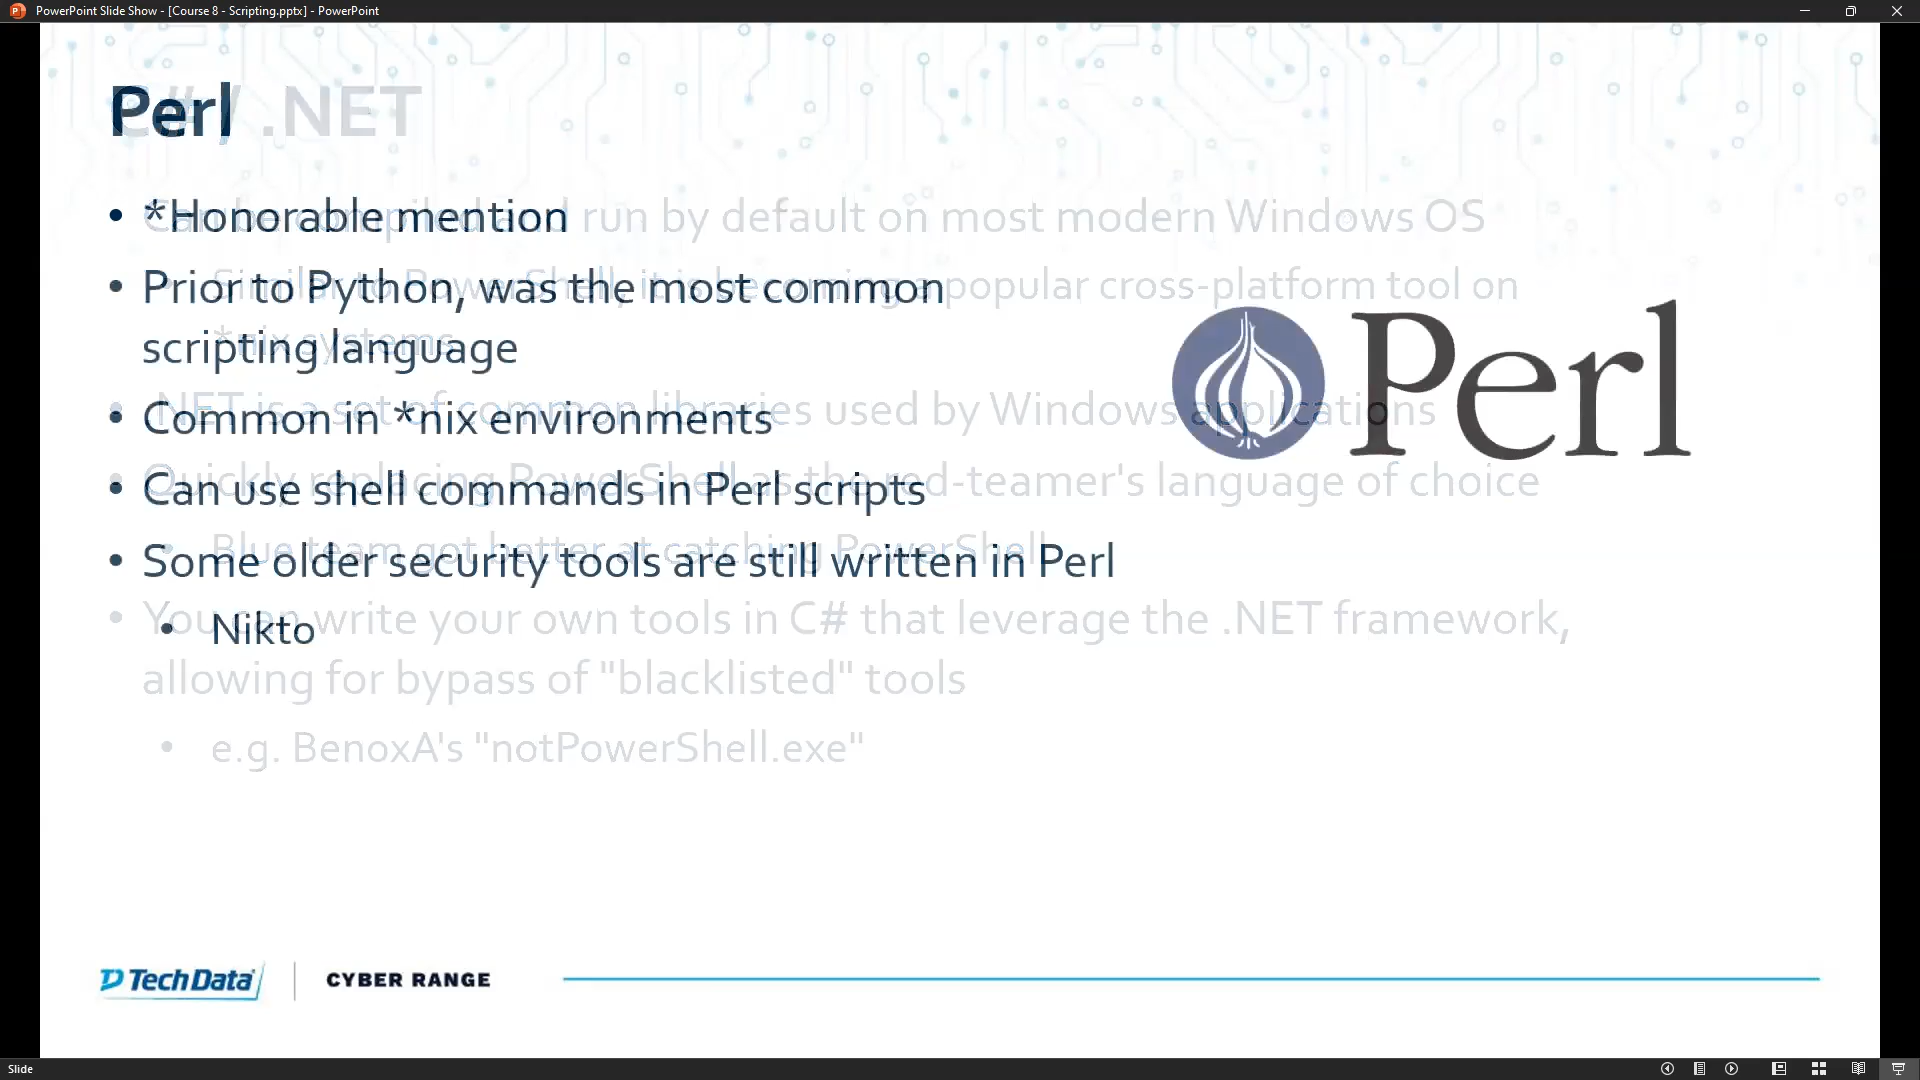 PowerPoint Slide Show - [Course 8 - Scripting.pptx] - PowerPoint
Perl
C# / .NET
• *Honorable mention
• Prior to Python, was the most common
scripting language
• Common in *nix environments
• Can use shell commands in Perl scripts
• Some older security tools are still written in Perl
• Nikto
Can be compiled and run by default on most modern Windows OS
• Similar to PowerShell, it is becoming a popular cross-platform tool on
*nix systems
• .NET is a set of common libraries used by Windows applications
• Quickly replacing PowerShell as the red-teamer's language of choice
• Blue team got better at catching PowerShell
• You can write your own tools in C# that leverage the .NET framework,
allowing for bypass of "blacklisted" tools
• e.g. BenoxA's "notPowerShell.exe"
Perl
TechData
CYBER RANGE
Slide